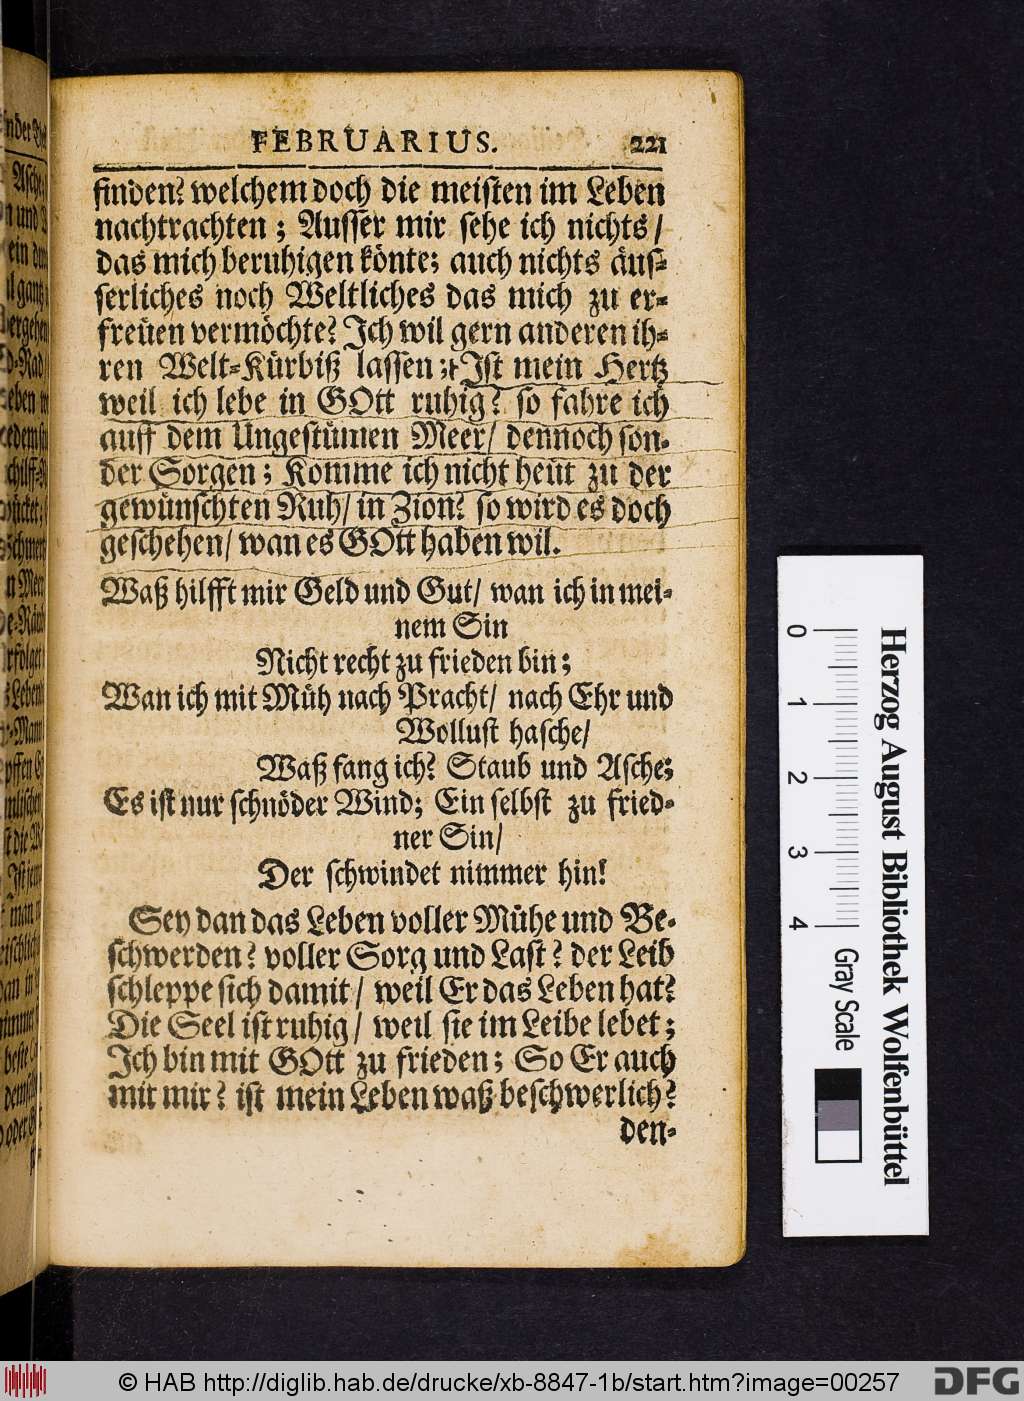 FEBRUARIUS. 221
finden? welchem doch die meisten im Leben
nachtrachten; Ausser mir sehe ich nichts/
das mich beruhigen könte; auch nichts äus-
serliches noch Weltliches das mich zu er-
freüen vermöchte? Ich wil gern anderen ih-
ren Welt-Kürbiß lassen; Ist mein Hertz
weil ich lebe in GOtt ruhig? so fahre ich
auff dem Ungestümen Meer/ dennoch son-
der Sorgen; Komme ich nicht heüt zu der
gewünschten Ruh/ in Zion? so wird es doch
geschehen/ wan es GOtt haben wil.
Waß hilfft mir Geld und Gut/ wan ich in mei-
nem Sin
Nicht recht zu frieden bin;
Wan ich mit Müh nach Pracht/ nach Ehr und
Wollust hasche/
Waß fang ich? Staub und Asche;
Es ist nur schnöder Wind; Ein selbst zu fried-
ner Sin/
Der schwindet nimmer hin!
Sey dan das Leben voller Mühe und Be-
schwerden? voller Sorg und Last? der Leib
schleppe sich damit/ weil Er das Leben hat?
Die Seel ist ruhig/ weil sie im Leibe lebet;
Ich bin mit GOtt zu frieden; So Er auch
mit mir? ist mein Leben waß beschwerlich?
den-
0 1 2 3 4
Herzog August Bibliothek Wolfenbüttel
Gray Scale
© HAB http://diglib.hab.de/drucke/xb-8847-1b/start.htm?image=00257
DFG